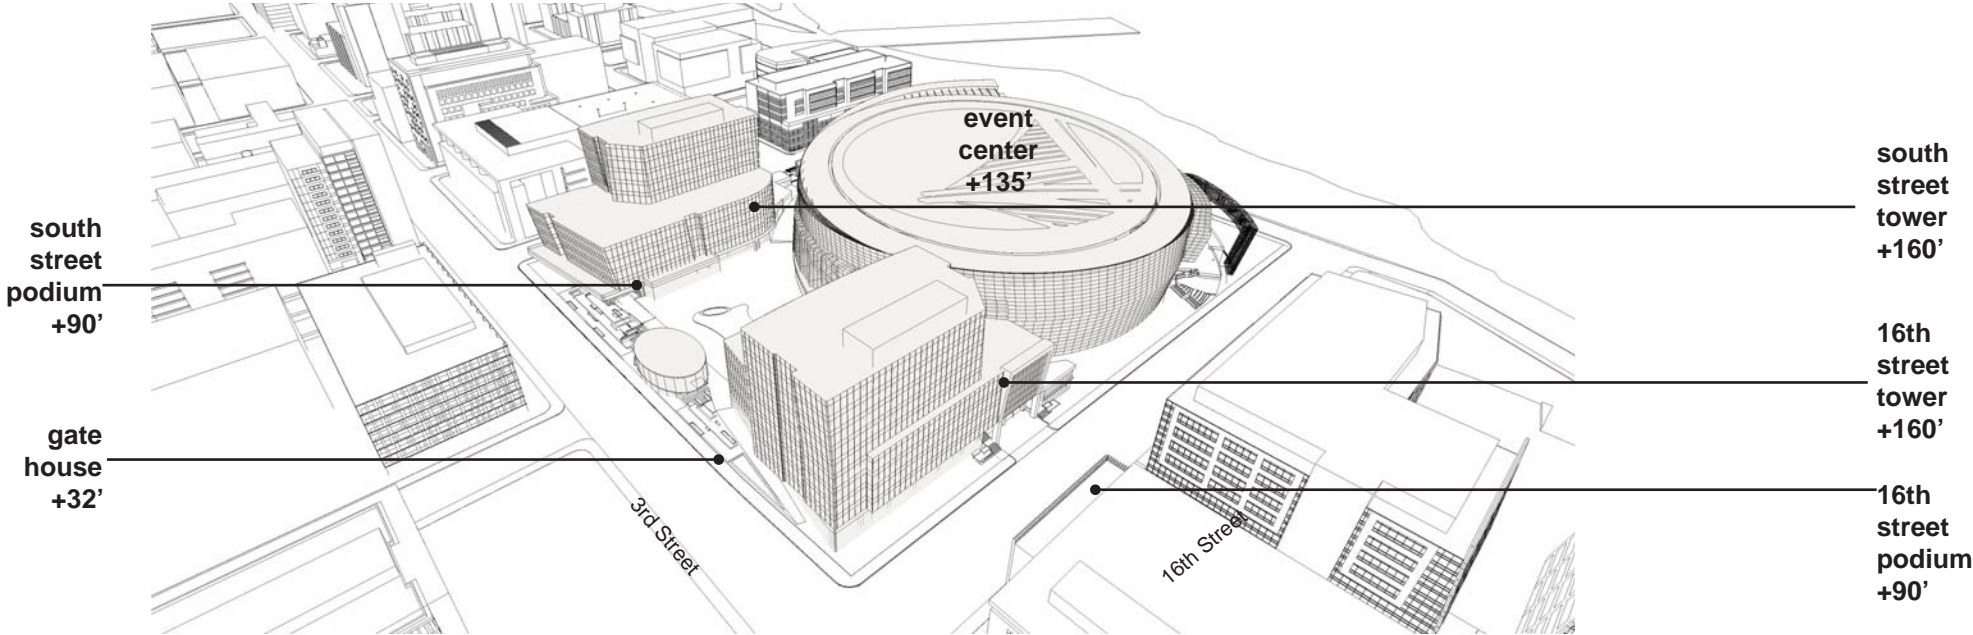 event
center
+135’
south
street
podium
+90’
gate
house
+32’
south
street
tower
+160’
16th
street
tower
+160’
16th
street
podium
+90’
3rd Street
16th Street